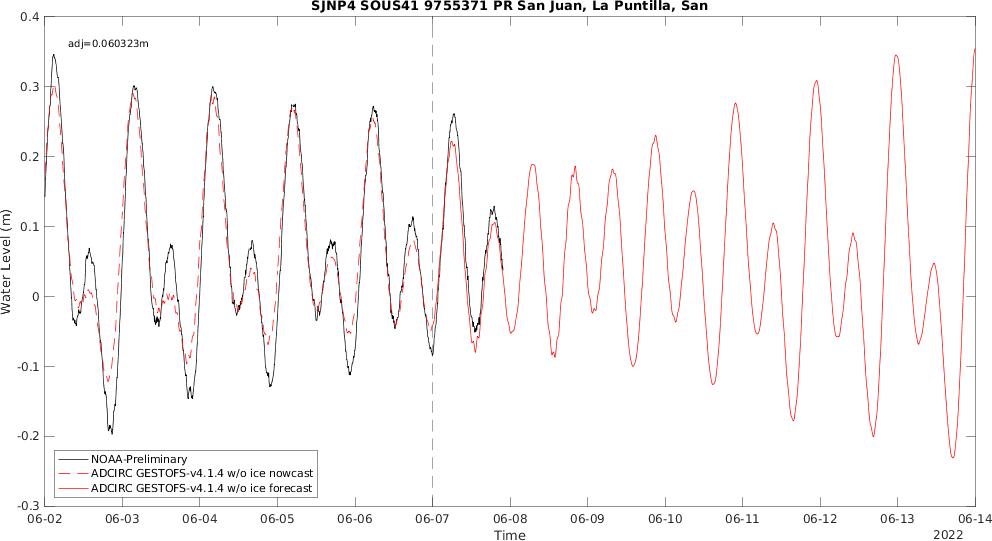 SJNP4 SOUS41 9755371 PR San Juan, La Puntilla, San
adj=0.060323m
0.4
0.3
0.2
0.1
0
-0.1
-0.2
-0.3
Water Level (m)
NOAA-Preliminary
ADCIRC GESTOFS-v4.1.4 w/o ice nowcast
ADCIRC GESTOFS-v4.1.4 w/o ice forecast
06-02 06-03 06-04 06-05 06-06 06-07 06-08 06-09 06-10 06-11 06-12 06-13 06-14
Time
2022